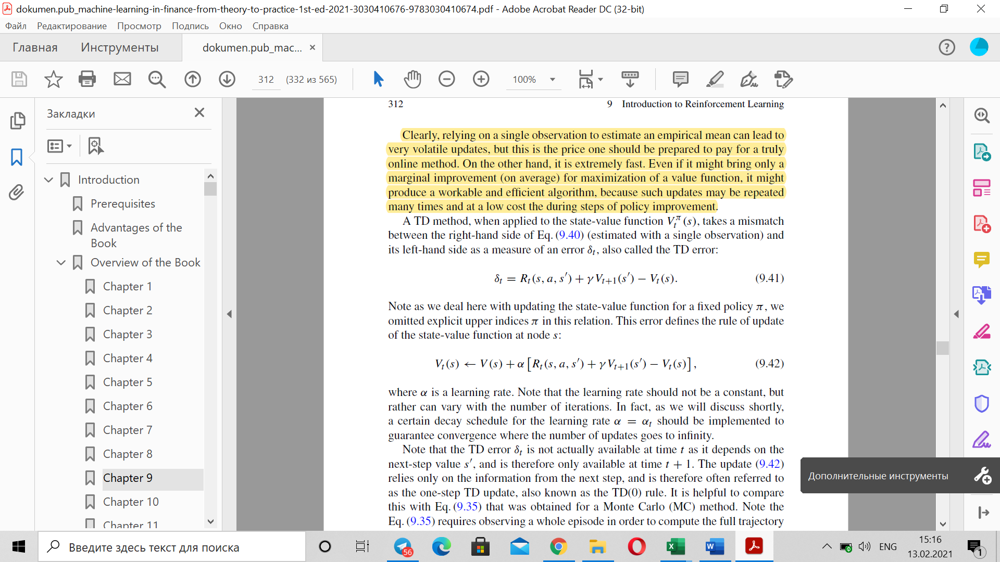 dokumen.pub_machine-learning-in-finance-from-theory-to-practice-1st-ed-2021-3030410676-9783030410674.pdf - Adobe Acrobat Reader DC (32-bit)
Файл Редактирование Просмотр Подпись Окно Справка
Главная Инструменты dokumen.pub_mac...
312 (332 из 565) 100%
Закладки
Introduction
Prerequisites
Advantages of the
Book
Overview of the Book
Chapter 1
Chapter 2
Chapter 3
Chapter 4
Chapter 5
Chapter 6
Chapter 7
Chapter 8
Chapter 9
Chapter 10
Chapter 11
312 9 Introduction to Reinforcement Learning
Clearly, relying on a single observation to estimate an empirical mean can lead to
very volatile updates, but this is the price one should be prepared to pay for a truly
online method. On the other hand, it is extremely fast. Even if it might bring only a
marginal improvement (on average) for maximization of a value function, it might
produce a workable and efficient algorithm, because such updates may be repeated
many times and at a low cost the during steps of policy improvement.
A TD method, when applied to the state-value function V_t^π(s), takes a mismatch
between the right-hand side of Eq. (9.40) (estimated with a single observation) and
its left-hand side as a measure of an error δ_t, also called the TD error:
δ_t = R_t(s, a, s′) + γ V_{t+1}(s′) − V_t(s). (9.41)
Note as we deal here with updating the state-value function for a fixed policy π, we
omitted explicit upper indices π in this relation. This error defines the rule of update
of the state-value function at node s:
V_t(s) ← V(s) + α [R_t(s, a, s′) + γ V_{t+1}(s′) − V_t(s)], (9.42)
where α is a learning rate. Note that the learning rate should not be a constant, but
rather can vary with the number of iterations. In fact, as we will discuss shortly,
a certain decay schedule for the learning rate α = α_t should be implemented to
guarantee convergence where the number of updates goes to infinity.
Note that the TD error δ_t is not actually available at time t as it depends on the
next-step value s′, and is therefore only available at time t + 1. The update (9.42)
relies only on the information from the next step, and is therefore often referred to
as the one-step TD update, also known as the TD(0) rule. It is helpful to compare
this with Eq. (9.35) that was obtained for a Monte Carlo (MC) method. Note the
Eq. (9.35) requires observing a whole episode in order to compute the full trajectory
Дополнительные инструменты
Введите здесь текст для поиска
56
ENG
15:16
13.02.2021
1